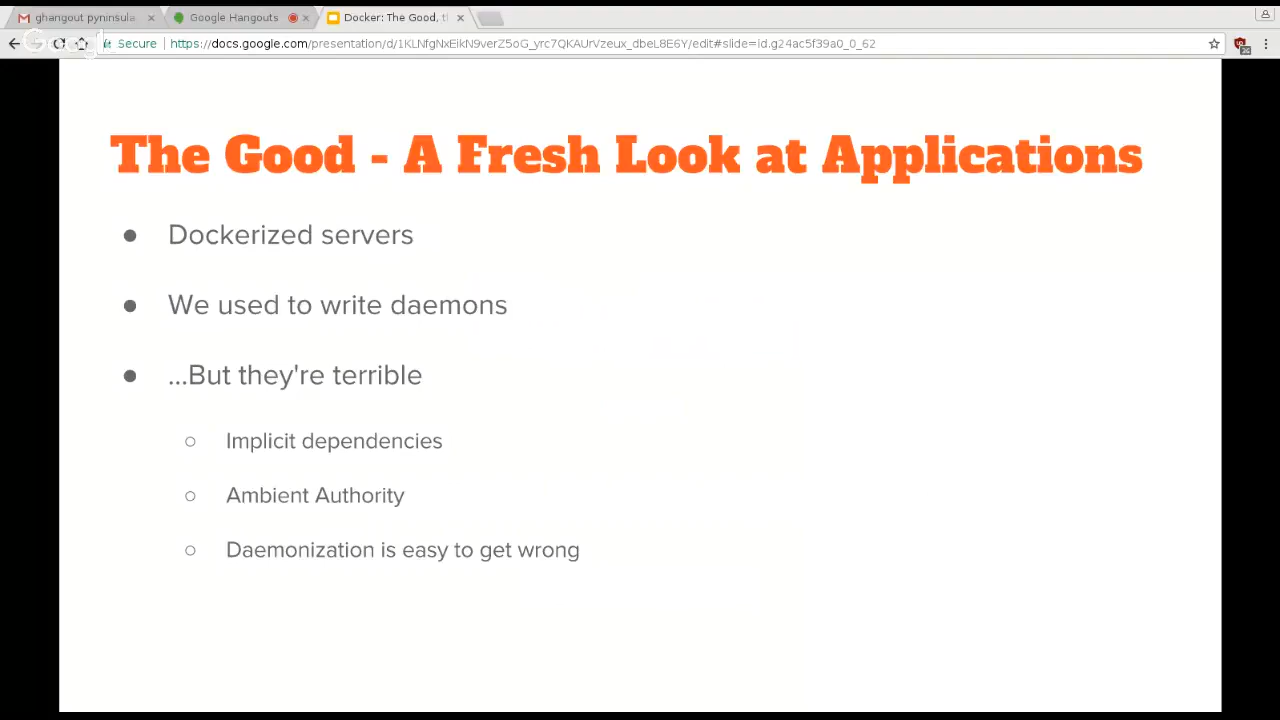 ghangout pyninsula
Google Hangouts
Docker: The Good, t
Secure
https://docs.google.com/presentation/d/1KLNfgNxEikN9verZ5oG_yrc7QKAUrVzeux_dbeL8E6Y/edit#slide=id.g24ac5f39a0_0_62
The Good - A Fresh Look at Applications
● Dockerized servers
● We used to write daemons
● ...But they're terrible
○ Implicit dependencies
○ Ambient Authority
○ Daemonization is easy to get wrong